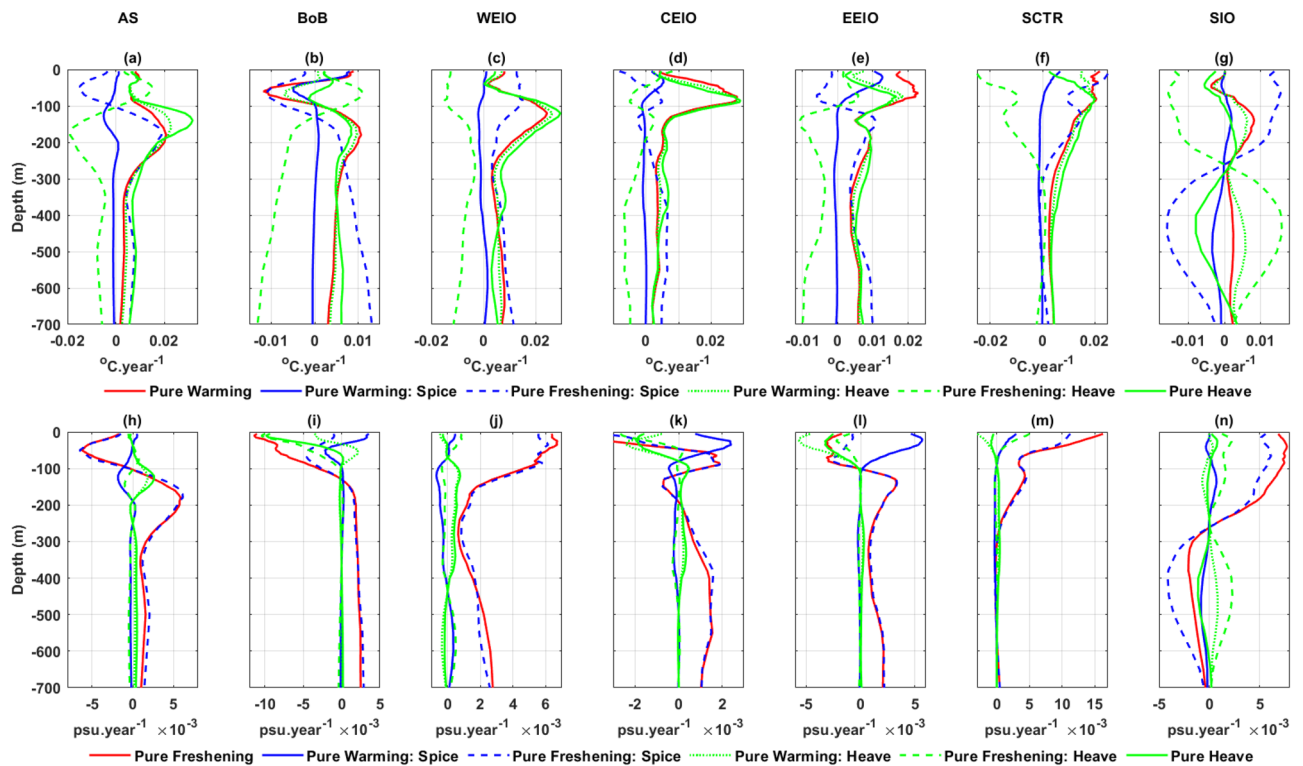 AS BoB WEIO CEIO EEIO SCTR SIO
(a) (b) (c) (d) (e) (f) (g)
0
100
200
300
400
500
600
700
Depth (m)
-0.02 0 0.02 -0.01 0 0.01 -0.02 0 0.02 0 0.02 -0.01 0 0.01 0.02 -0.02 0 0.02 -0.01 0 0.01
°C.year-1 °C.year-1 °C.year-1 °C.year-1 °C.year-1 °C.year-1 °C.year-1
Pure Warming Pure Warming: Spice Pure Freshening: Spice Pure Warming: Heave Pure Freshening: Heave Pure Heave
(h) (i) (j) (k) (l) (m) (n)
0
100
200
300
400
500
600
700
Depth (m)
-5 0 5 -10 -5 0 5 0 2 4 6 -2 0 2 -5 0 5 0 5 10 15 -5 0 5
psu.year-1 ×10-3 psu.year-1 ×10-3 psu.year-1 ×10-3 psu.year-1 ×10-3 psu.year-1 ×10-3 psu.year-1 ×10-3 psu.year-1 ×10-3
Pure Freshening Pure Warming: Spice Pure Freshening: Spice Pure Warming: Heave Pure Freshening: Heave Pure Heave